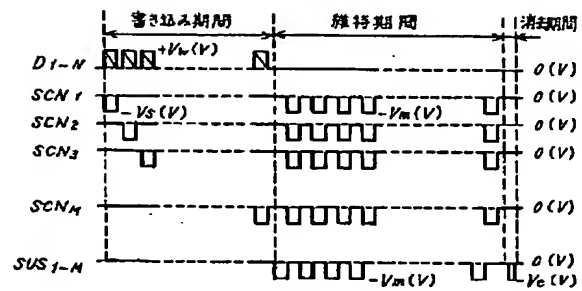 書き込み期間 維持期間 消去期間
D1~N +Vw(V) 0(V)
SCN1 -Vs(V) -Vm(V) 0(V)
SCN2 0(V)
SCN3 0(V)
SCNM 0(V)
0(V)
SUS1~M -Vm(V) -Ve(V)